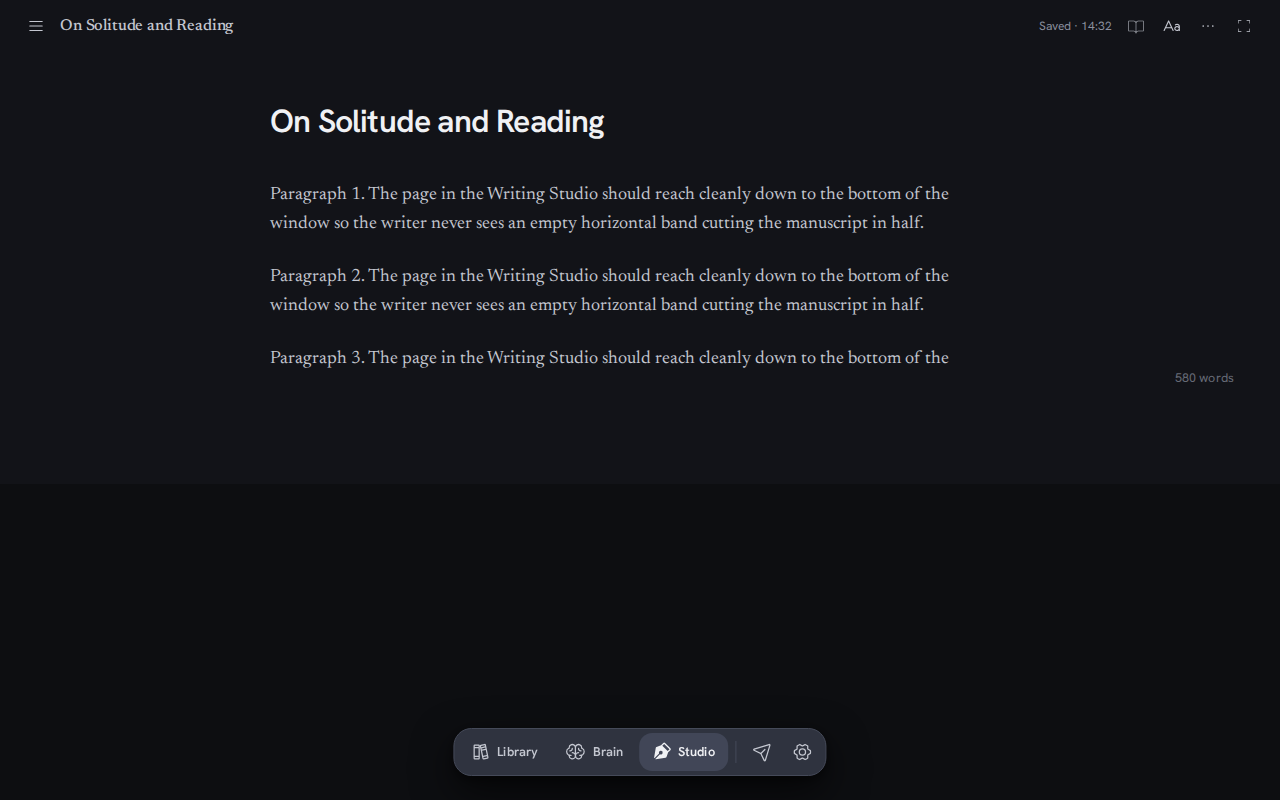 On Solitude and Reading
Saved · 14:32
Aa
On Solitude and Reading
Paragraph 1. The page in the Writing Studio should reach cleanly down to the bottom of the
window so the writer never sees an empty horizontal band cutting the manuscript in half.
Paragraph 2. The page in the Writing Studio should reach cleanly down to the bottom of the
window so the writer never sees an empty horizontal band cutting the manuscript in half.
Paragraph 3. The page in the Writing Studio should reach cleanly down to the bottom of the
580 words
Library
Brain
Studio